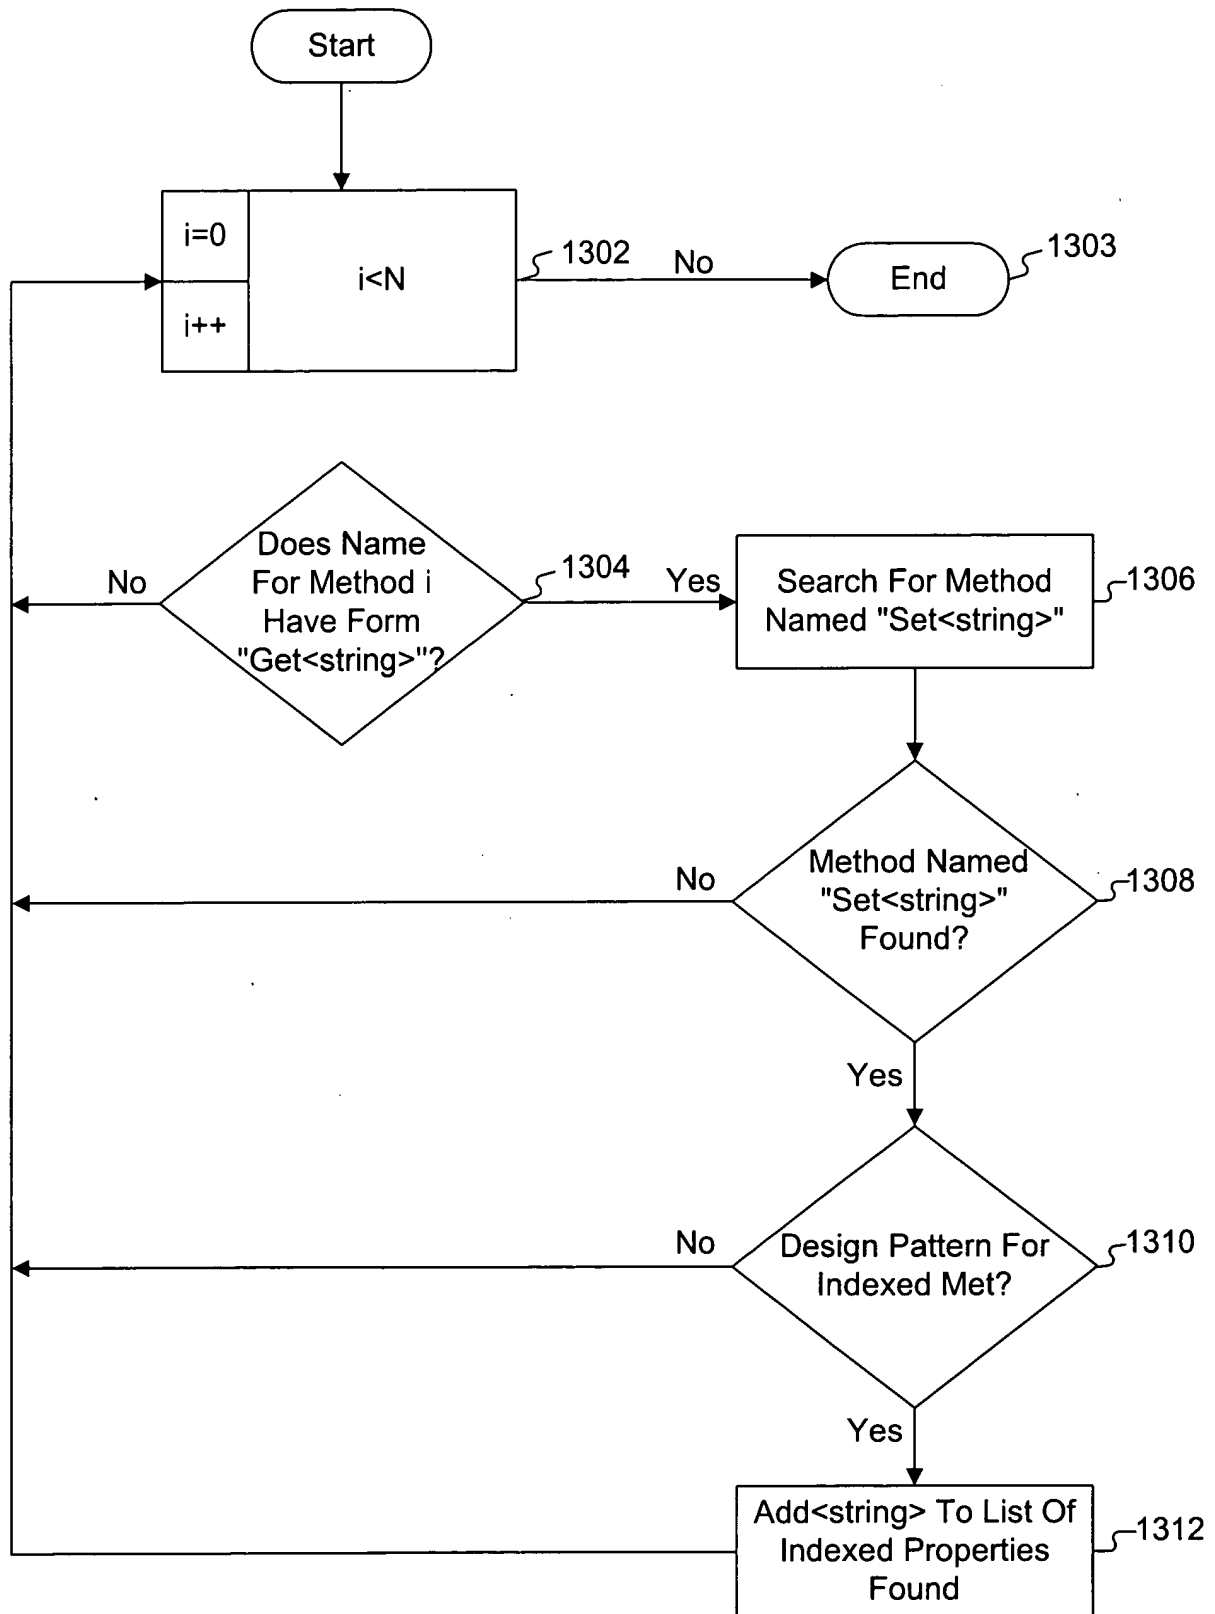 Start
i=0
i++
i<N
1302
No
End
1303
Does Name
For Method i
Have Form
"Get<string>"?
1304
No
Yes
Search For Method
Named "Set<string>"
1306
Method Named
"Set<string>"
Found?
1308
No
Yes
Design Pattern For
Indexed Met?
1310
No
Yes
Add<string> To List Of
Indexed Properties
Found
1312